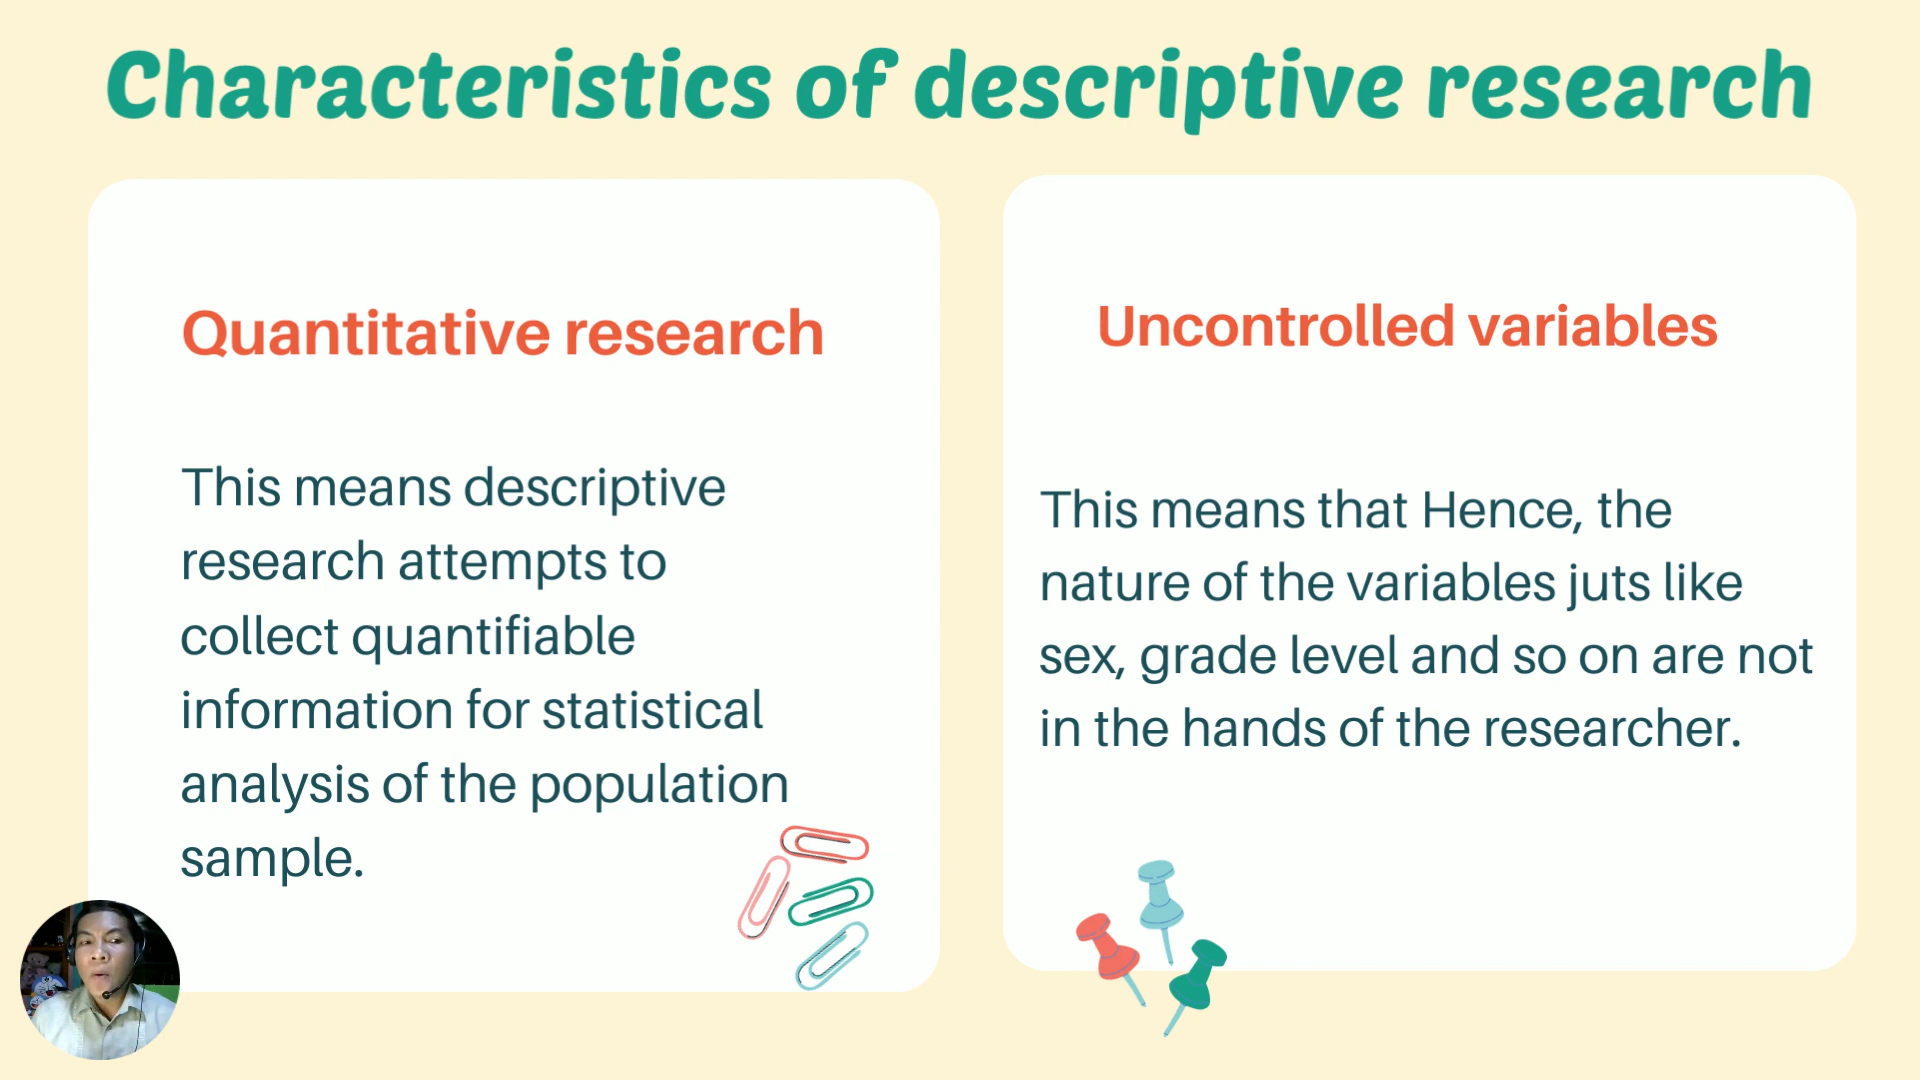 Characteristics of descriptive research
Quantitative research
This means descriptive
research attempts to
collect quantifiable
information for statistical
analysis of the population
sample.
Uncontrolled variables
This means that Hence, the
nature of the variables juts like
sex, grade level and so on are not
in the hands of the researcher.